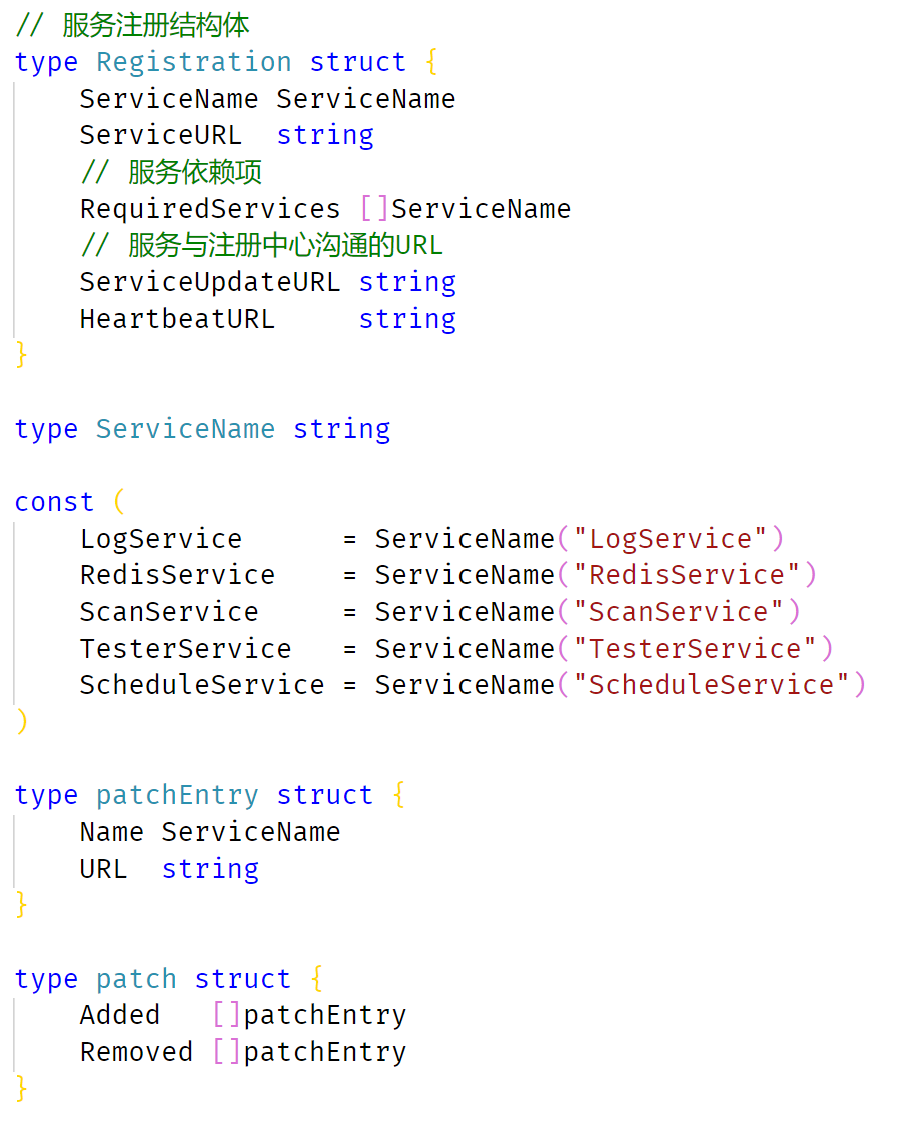 // 服务注册结构体
type Registration struct {
    ServiceName ServiceName
    ServiceURL  string
    // 服务依赖项
    RequiredServices []ServiceName
    // 服务与注册中心沟通的URL
    ServiceUpdateURL string
    HeartbeatURL     string
}

type ServiceName string

const (
    LogService      = ServiceName("LogService")
    RedisService    = ServiceName("RedisService")
    ScanService     = ServiceName("ScanService")
    TesterService   = ServiceName("TesterService")
    ScheduleService = ServiceName("ScheduleService")
)

type patchEntry struct {
    Name ServiceName
    URL  string
}

type patch struct {
    Added   []patchEntry
    Removed []patchEntry
}